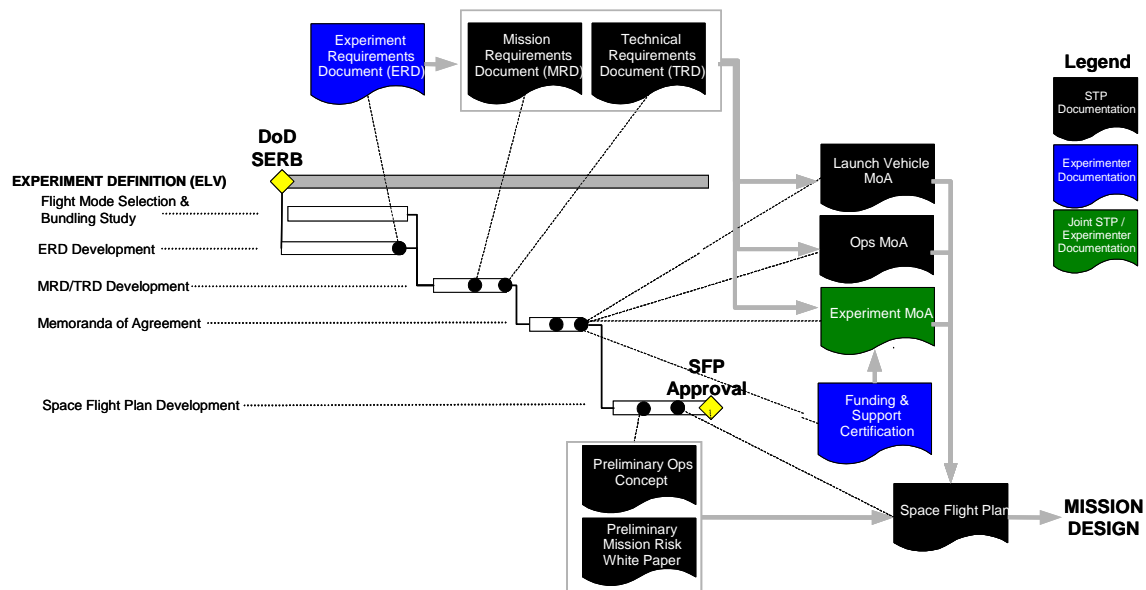 Experiment
Requirements
Document (ERD)
Mission
Requirements
Document (MRD)
Technical
Requirements
Document (TRD)
Legend
STP
Documentation
Experimenter
Documentation
Joint STP /
Experimenter
Documentation
DoD
SERB
EXPERIMENT DEFINITION (ELV)
Flight Mode Selection &
Bundling Study
ERD Development
MRD/TRD Development
Memoranda of Agreement
Space Flight Plan Development
SFP
Approval
Launch Vehicle
MoA
Ops MoA
Experiment MoA
Funding &
Support
Certification
Preliminary Ops
Concept
Preliminary
Mission Risk
White Paper
Space Flight Plan
MISSION
DESIGN